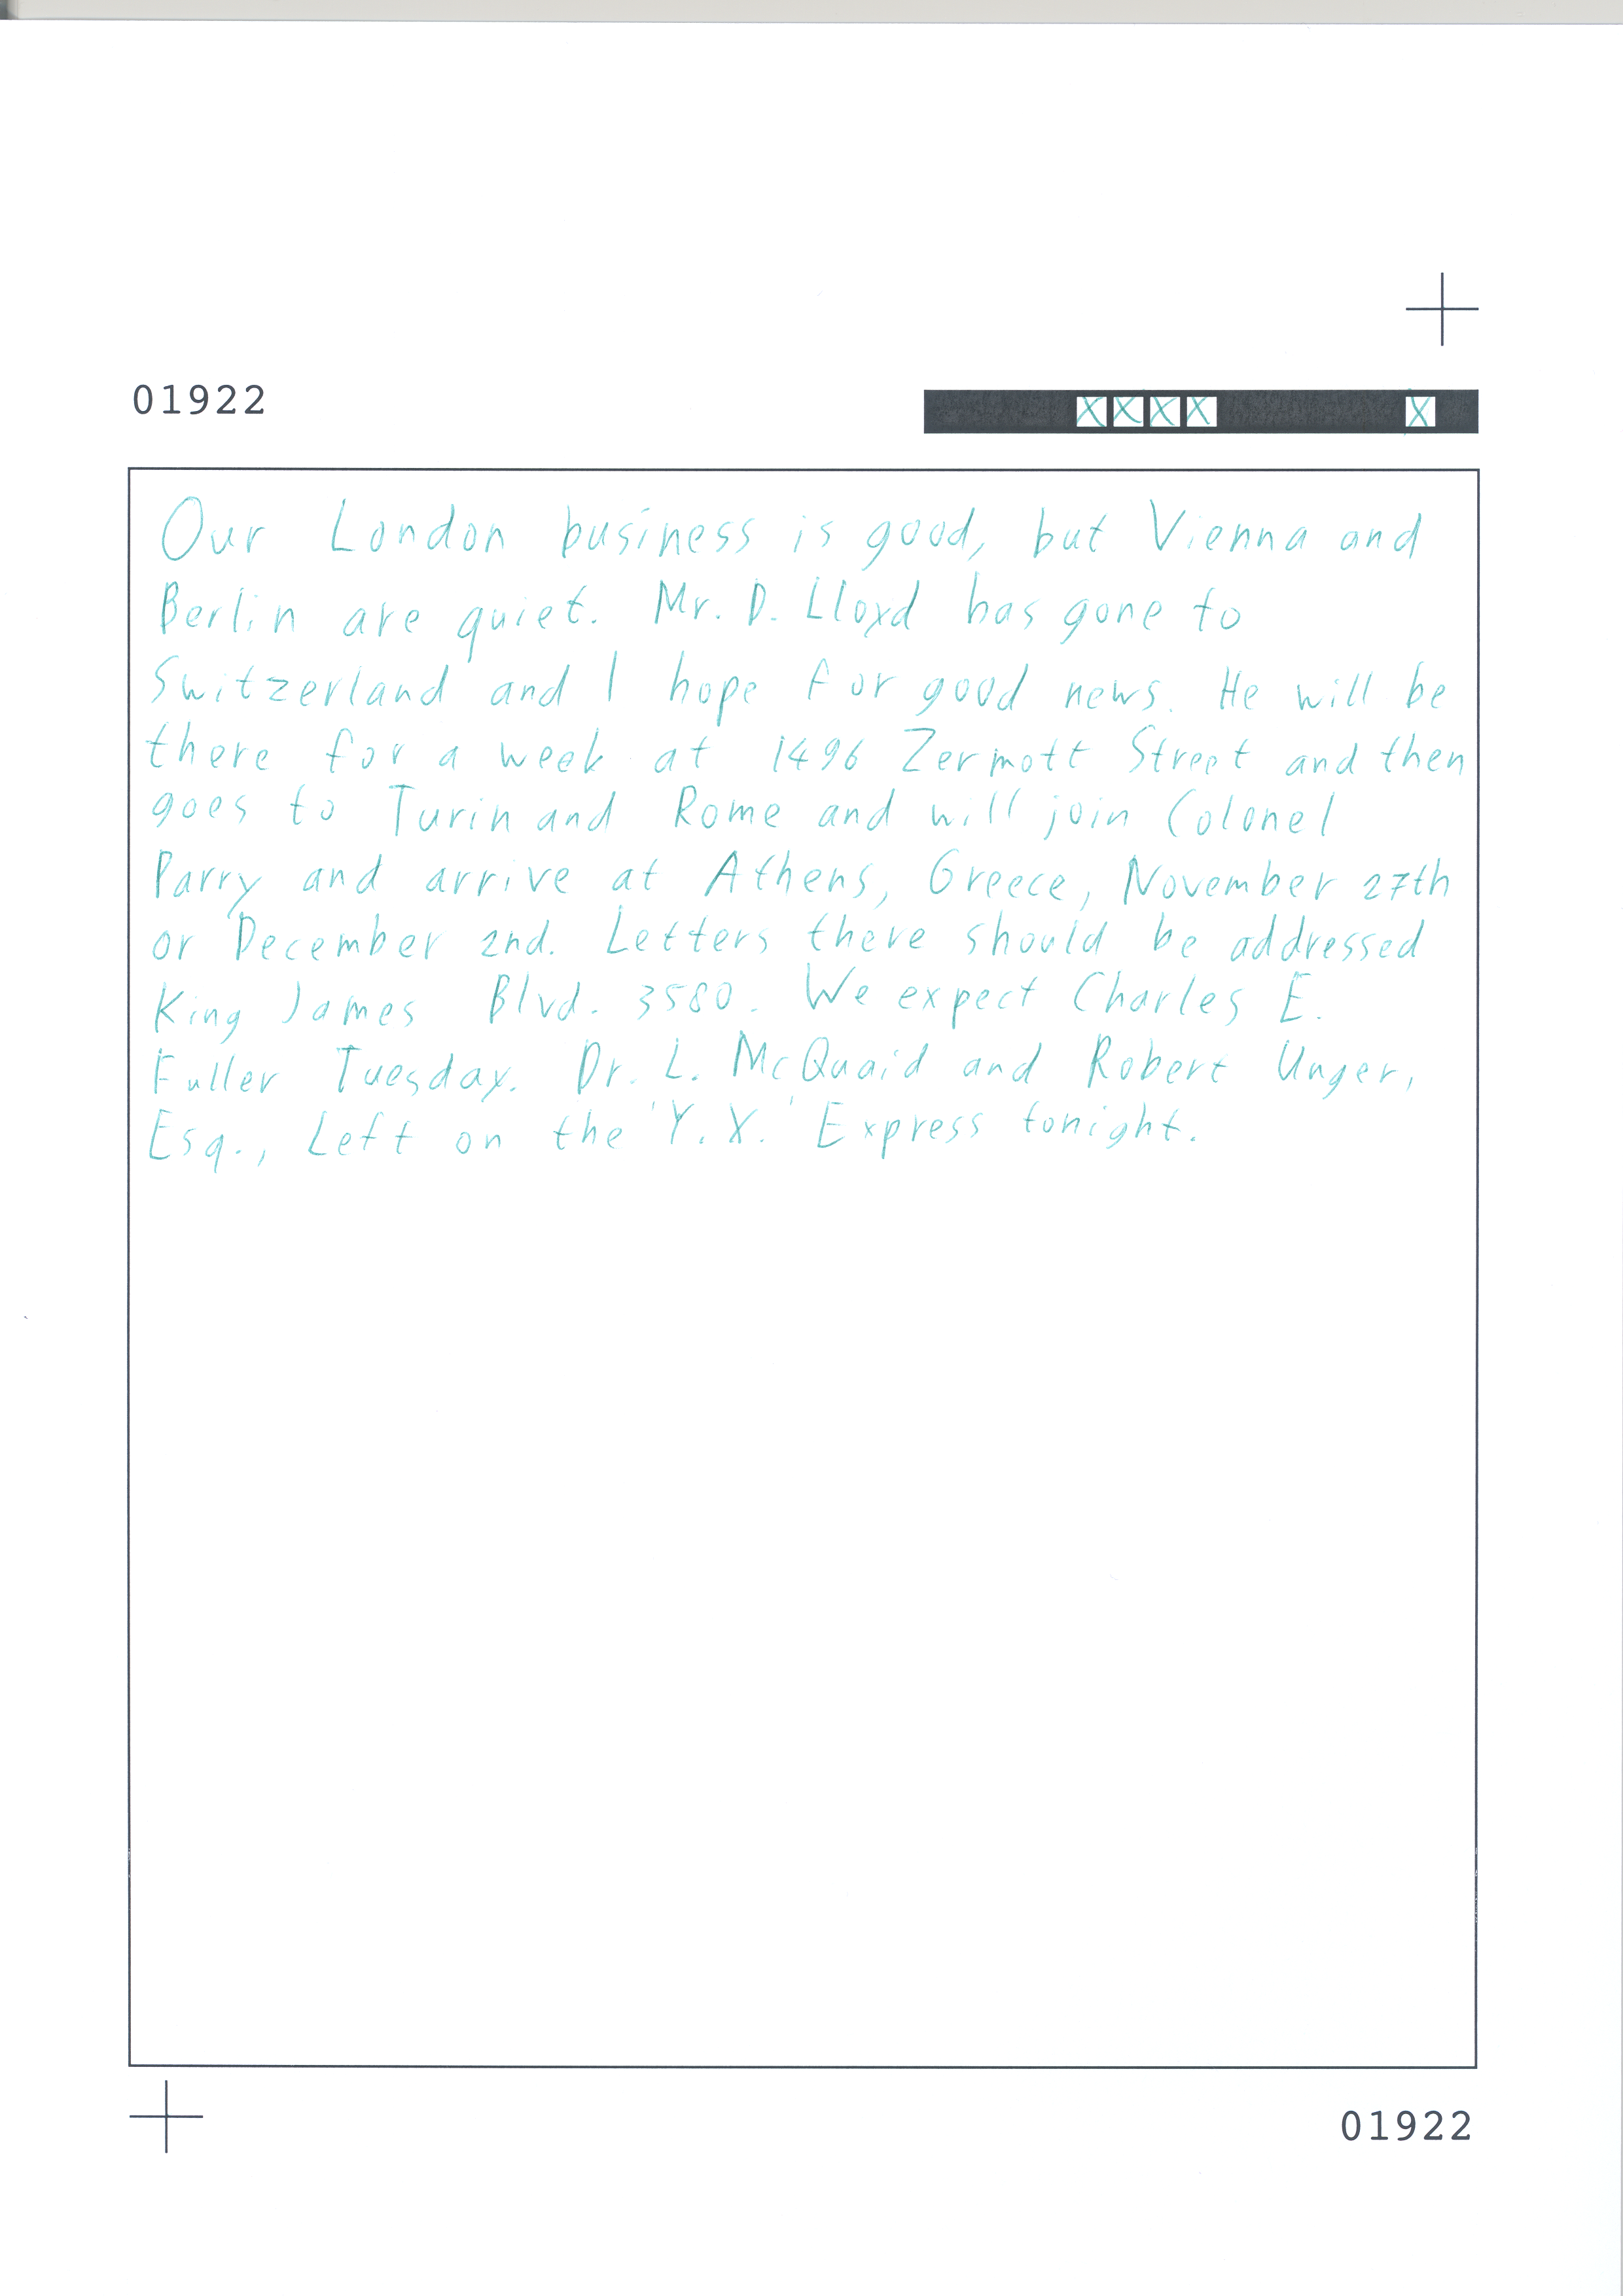 01922
Our London business is good, but Vienna and
Berlin are quiet. Mr. D. Lloyd has gone to
Switzerland and I hope for good news. He will be
there for a week at 1496 Zermott Street and then
goes to Turin and Rome and will join Colonel
Parry and arrive at Athens, Greece, November 27th
or December 2nd. Letters there should be addressed
King James Blvd. 3580. We expect Charles E.
Fuller Tuesday. Dr. L. McQuaid and Robert Unger,
Esq., Left on the 'Y.X.' Express tonight.
01922